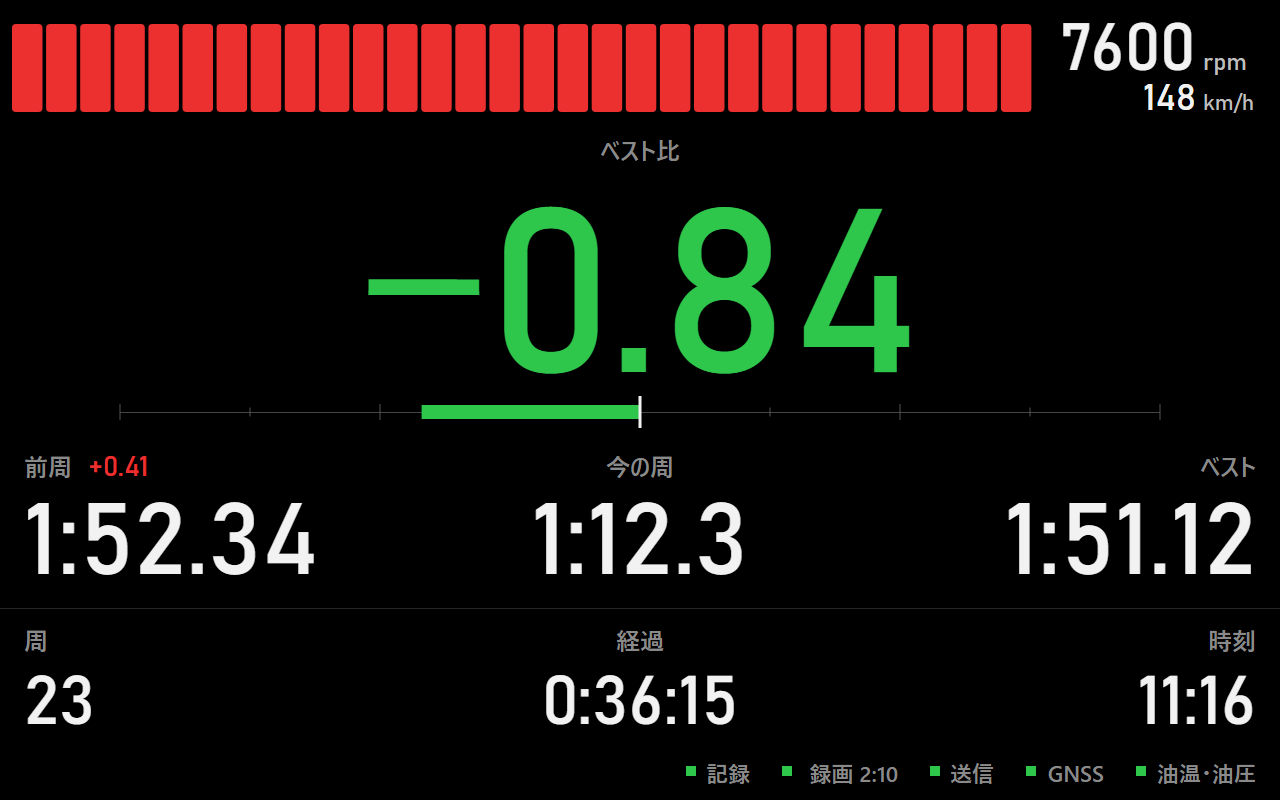 7600 rpm
148 km/h
ベスト比
−0.84
前周 +0.41 今の周 ベスト
1:52.34 1:12.3 1:51.12
周 経過 時刻
23 0:36:15 11:16
記録 録画 2:10 送信 GNSS 油温･油圧